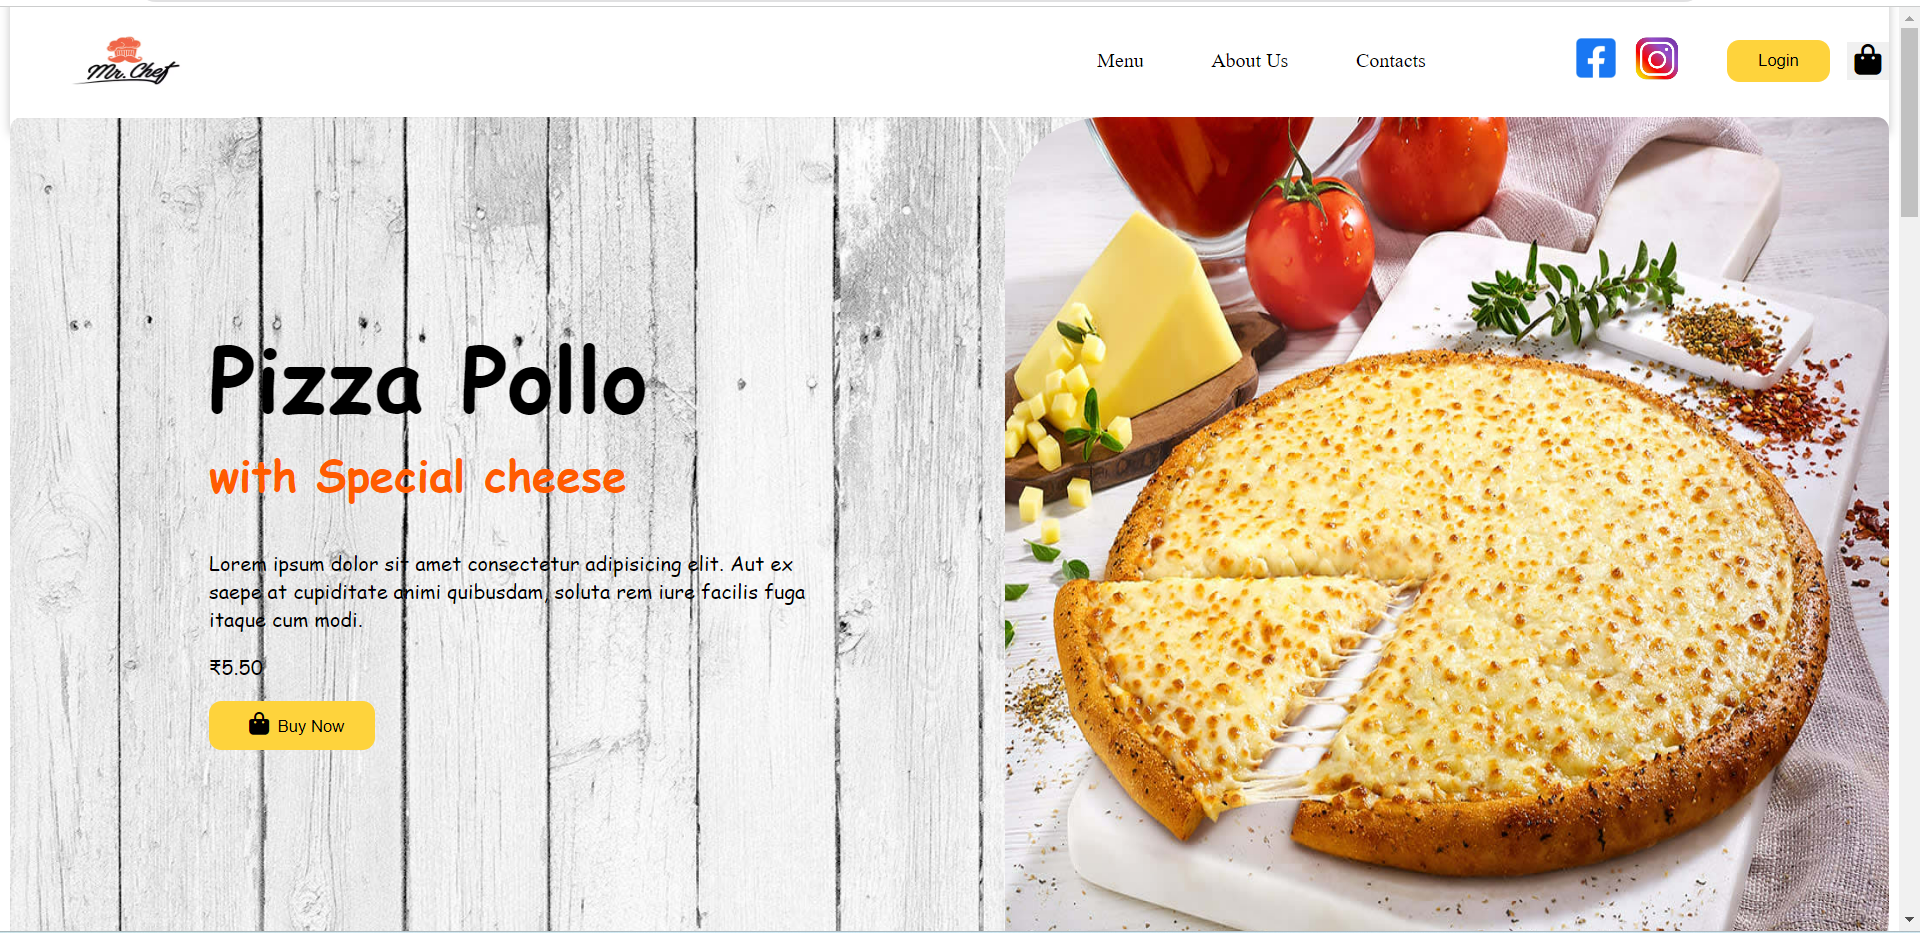 Mr. Chef
Menu
About Us
Contacts
Login
Pizza Pollo
with Special cheese
Lorem ipsum dolor sit amet consectetur adipisicing elit. Aut ex
saepe at cupiditate animi quibusdam, soluta rem iure facilis fuga
itaque cum modi.
₹5.50
Buy Now